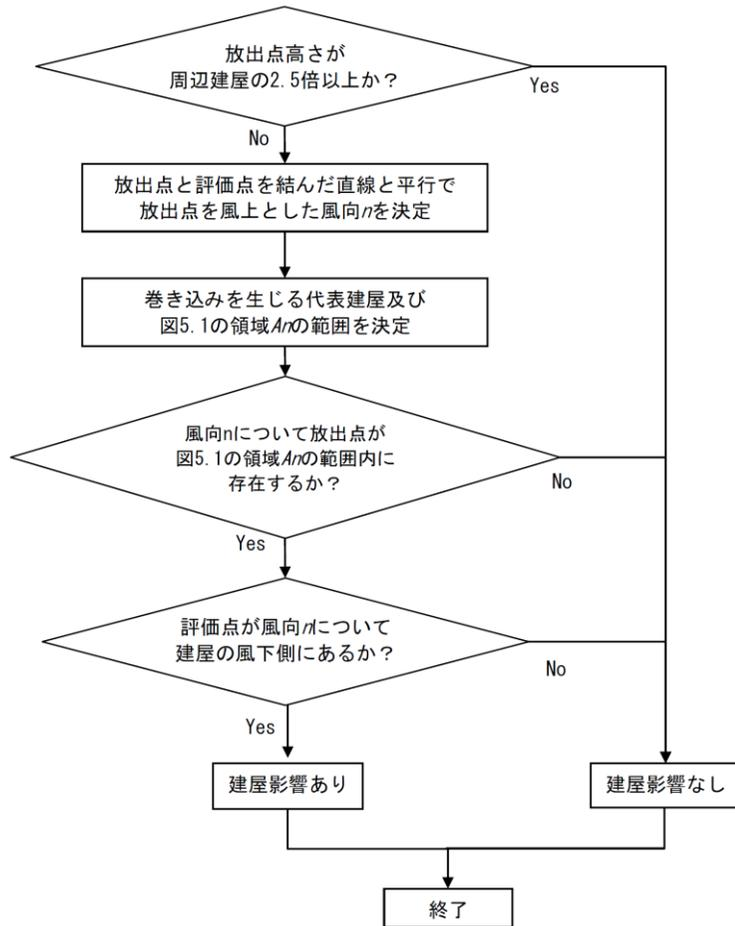 放出点高さが
周辺建屋の2.5倍以上か？
Yes
No
放出点と評価点を結んだ直線と平行で
放出点を風上とした風向nを決定
巻き込みを生じる代表建屋及び
図5.1の領域Anの範囲を決定
風向nについて放出点が
図5.1の領域Anの範囲内に
存在するか？
No
Yes
評価点が風向nについて
建屋の風下側にあるか？
No
Yes
建屋影響あり
建屋影響なし
終了